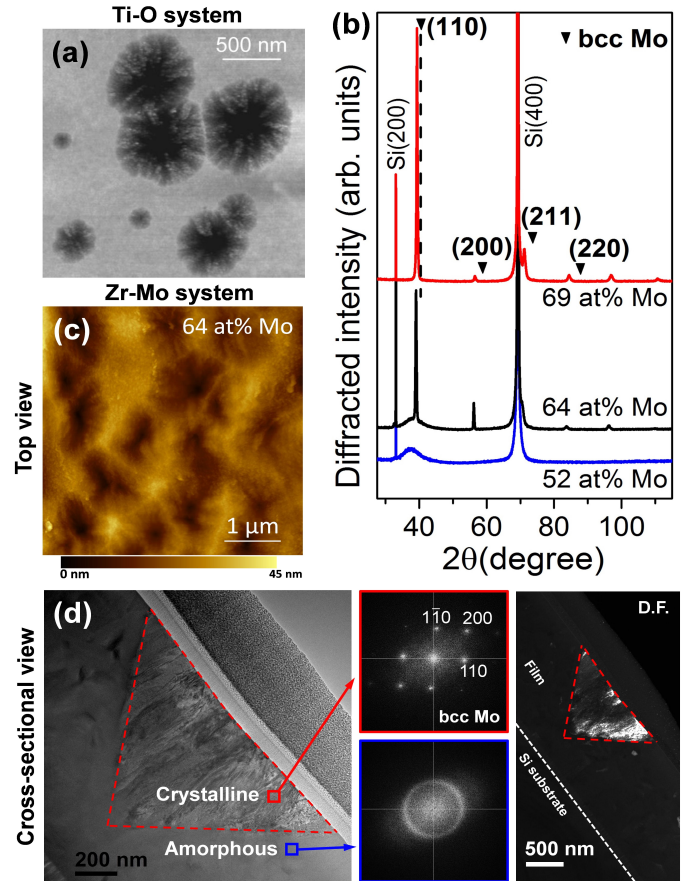 Ti-O system
(a)
500 nm
(b)
(110)
▼ bcc Mo
Si(200)
Si(400)
(200)
(211)
(220)
69 at% Mo
64 at% Mo
52 at% Mo
Diffracted intensity (arb. units)
40
60
80
100
2θ(degree)
Zr-Mo system
(c)
64 at% Mo
1 μm
Top view
0 nm
45 nm
Cross-sectional view
(d)
Crystalline
Amorphous
200 nm
11̄0
200
110
bcc Mo
D.F.
Film
Si substrate
500 nm